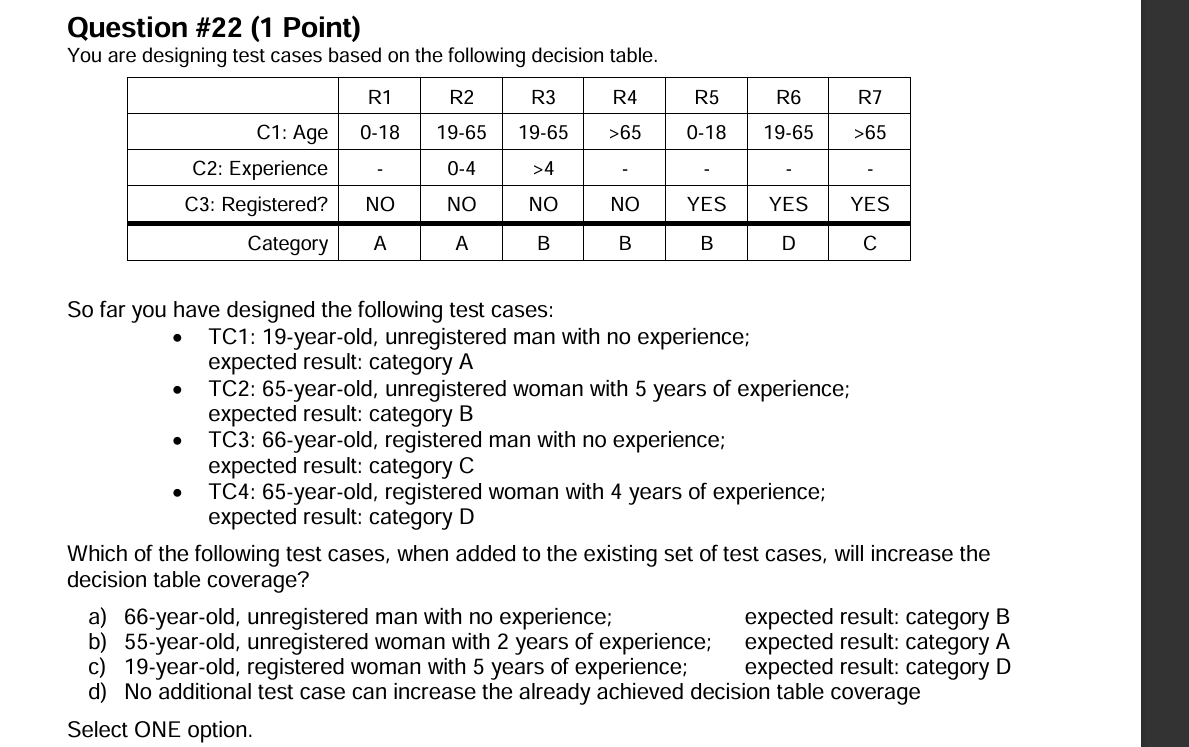 Question #22 (1 Point)
You are designing test cases based on the following decision table.
R1 R2 R3 R4 R5 R6 R7
C1: Age 0-18 19-65 19-65 >65 0-18 19-65 >65
C2: Experience - 0-4 >4 - - - -
C3: Registered? NO NO NO NO YES YES YES
Category A A B B B D C
So far you have designed the following test cases:
• TC1: 19-year-old, unregistered man with no experience;
expected result: category A
• TC2: 65-year-old, unregistered woman with 5 years of experience;
expected result: category B
• TC3: 66-year-old, registered man with no experience;
expected result: category C
• TC4: 65-year-old, registered woman with 4 years of experience;
expected result: category D
Which of the following test cases, when added to the existing set of test cases, will increase the
decision table coverage?
a) 66-year-old, unregistered man with no experience; expected result: category B
b) 55-year-old, unregistered woman with 2 years of experience; expected result: category A
c) 19-year-old, registered woman with 5 years of experience; expected result: category D
d) No additional test case can increase the already achieved decision table coverage
Select ONE option.